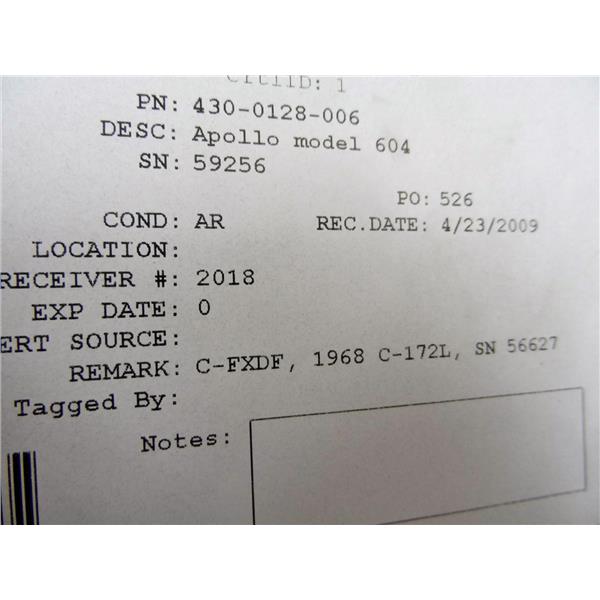 PN: 430-0128-006
DESC: Apollo model 604
SN: 59256
PO: 526
COND: AR REC.DATE: 4/23/2009
LOCATION:
RECEIVER #: 2018
EXP DATE: 0
ERT SOURCE:
REMARK: C-FXDF, 1968 C-172L, SN 56627
Tagged By:
Notes: